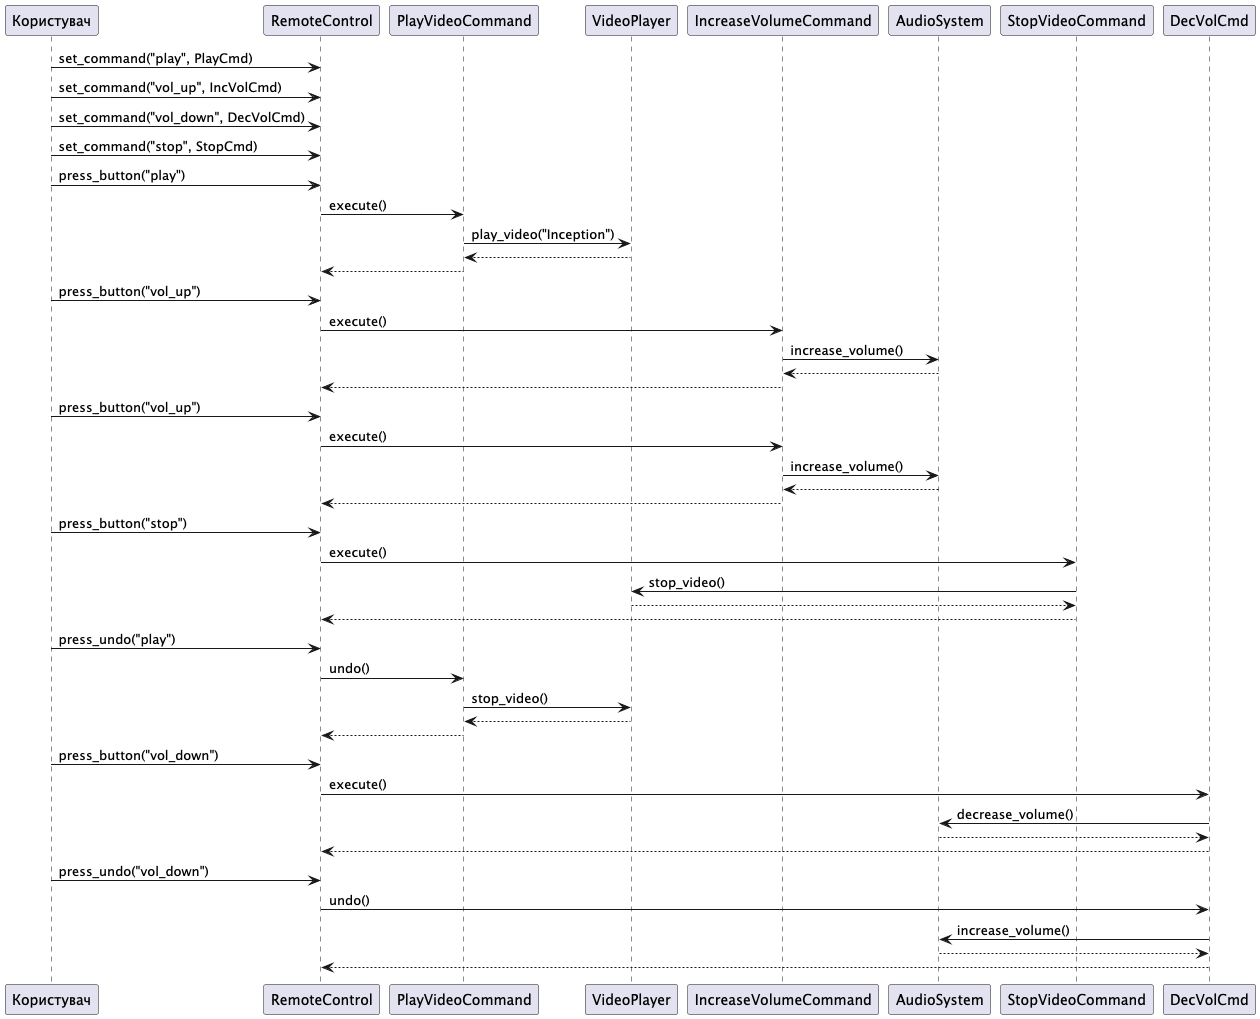 Користувач RemoteControl PlayVideoCommand VideoPlayer IncreaseVolumeCommand AudioSystem StopVideoCommand DecVolCmd
set_command("play", PlayCmd)
set_command("vol_up", IncVolCmd)
set_command("vol_down", DecVolCmd)
set_command("stop", StopCmd)
press_button("play")
execute()
play_video("Inception")
press_button("vol_up")
execute()
increase_volume()
press_button("vol_up")
execute()
increase_volume()
press_button("stop")
execute()
stop_video()
press_undo("play")
undo()
stop_video()
press_button("vol_down")
execute()
decrease_volume()
press_undo("vol_down")
undo()
increase_volume()
Користувач RemoteControl PlayVideoCommand VideoPlayer IncreaseVolumeCommand AudioSystem StopVideoCommand DecVolCmd